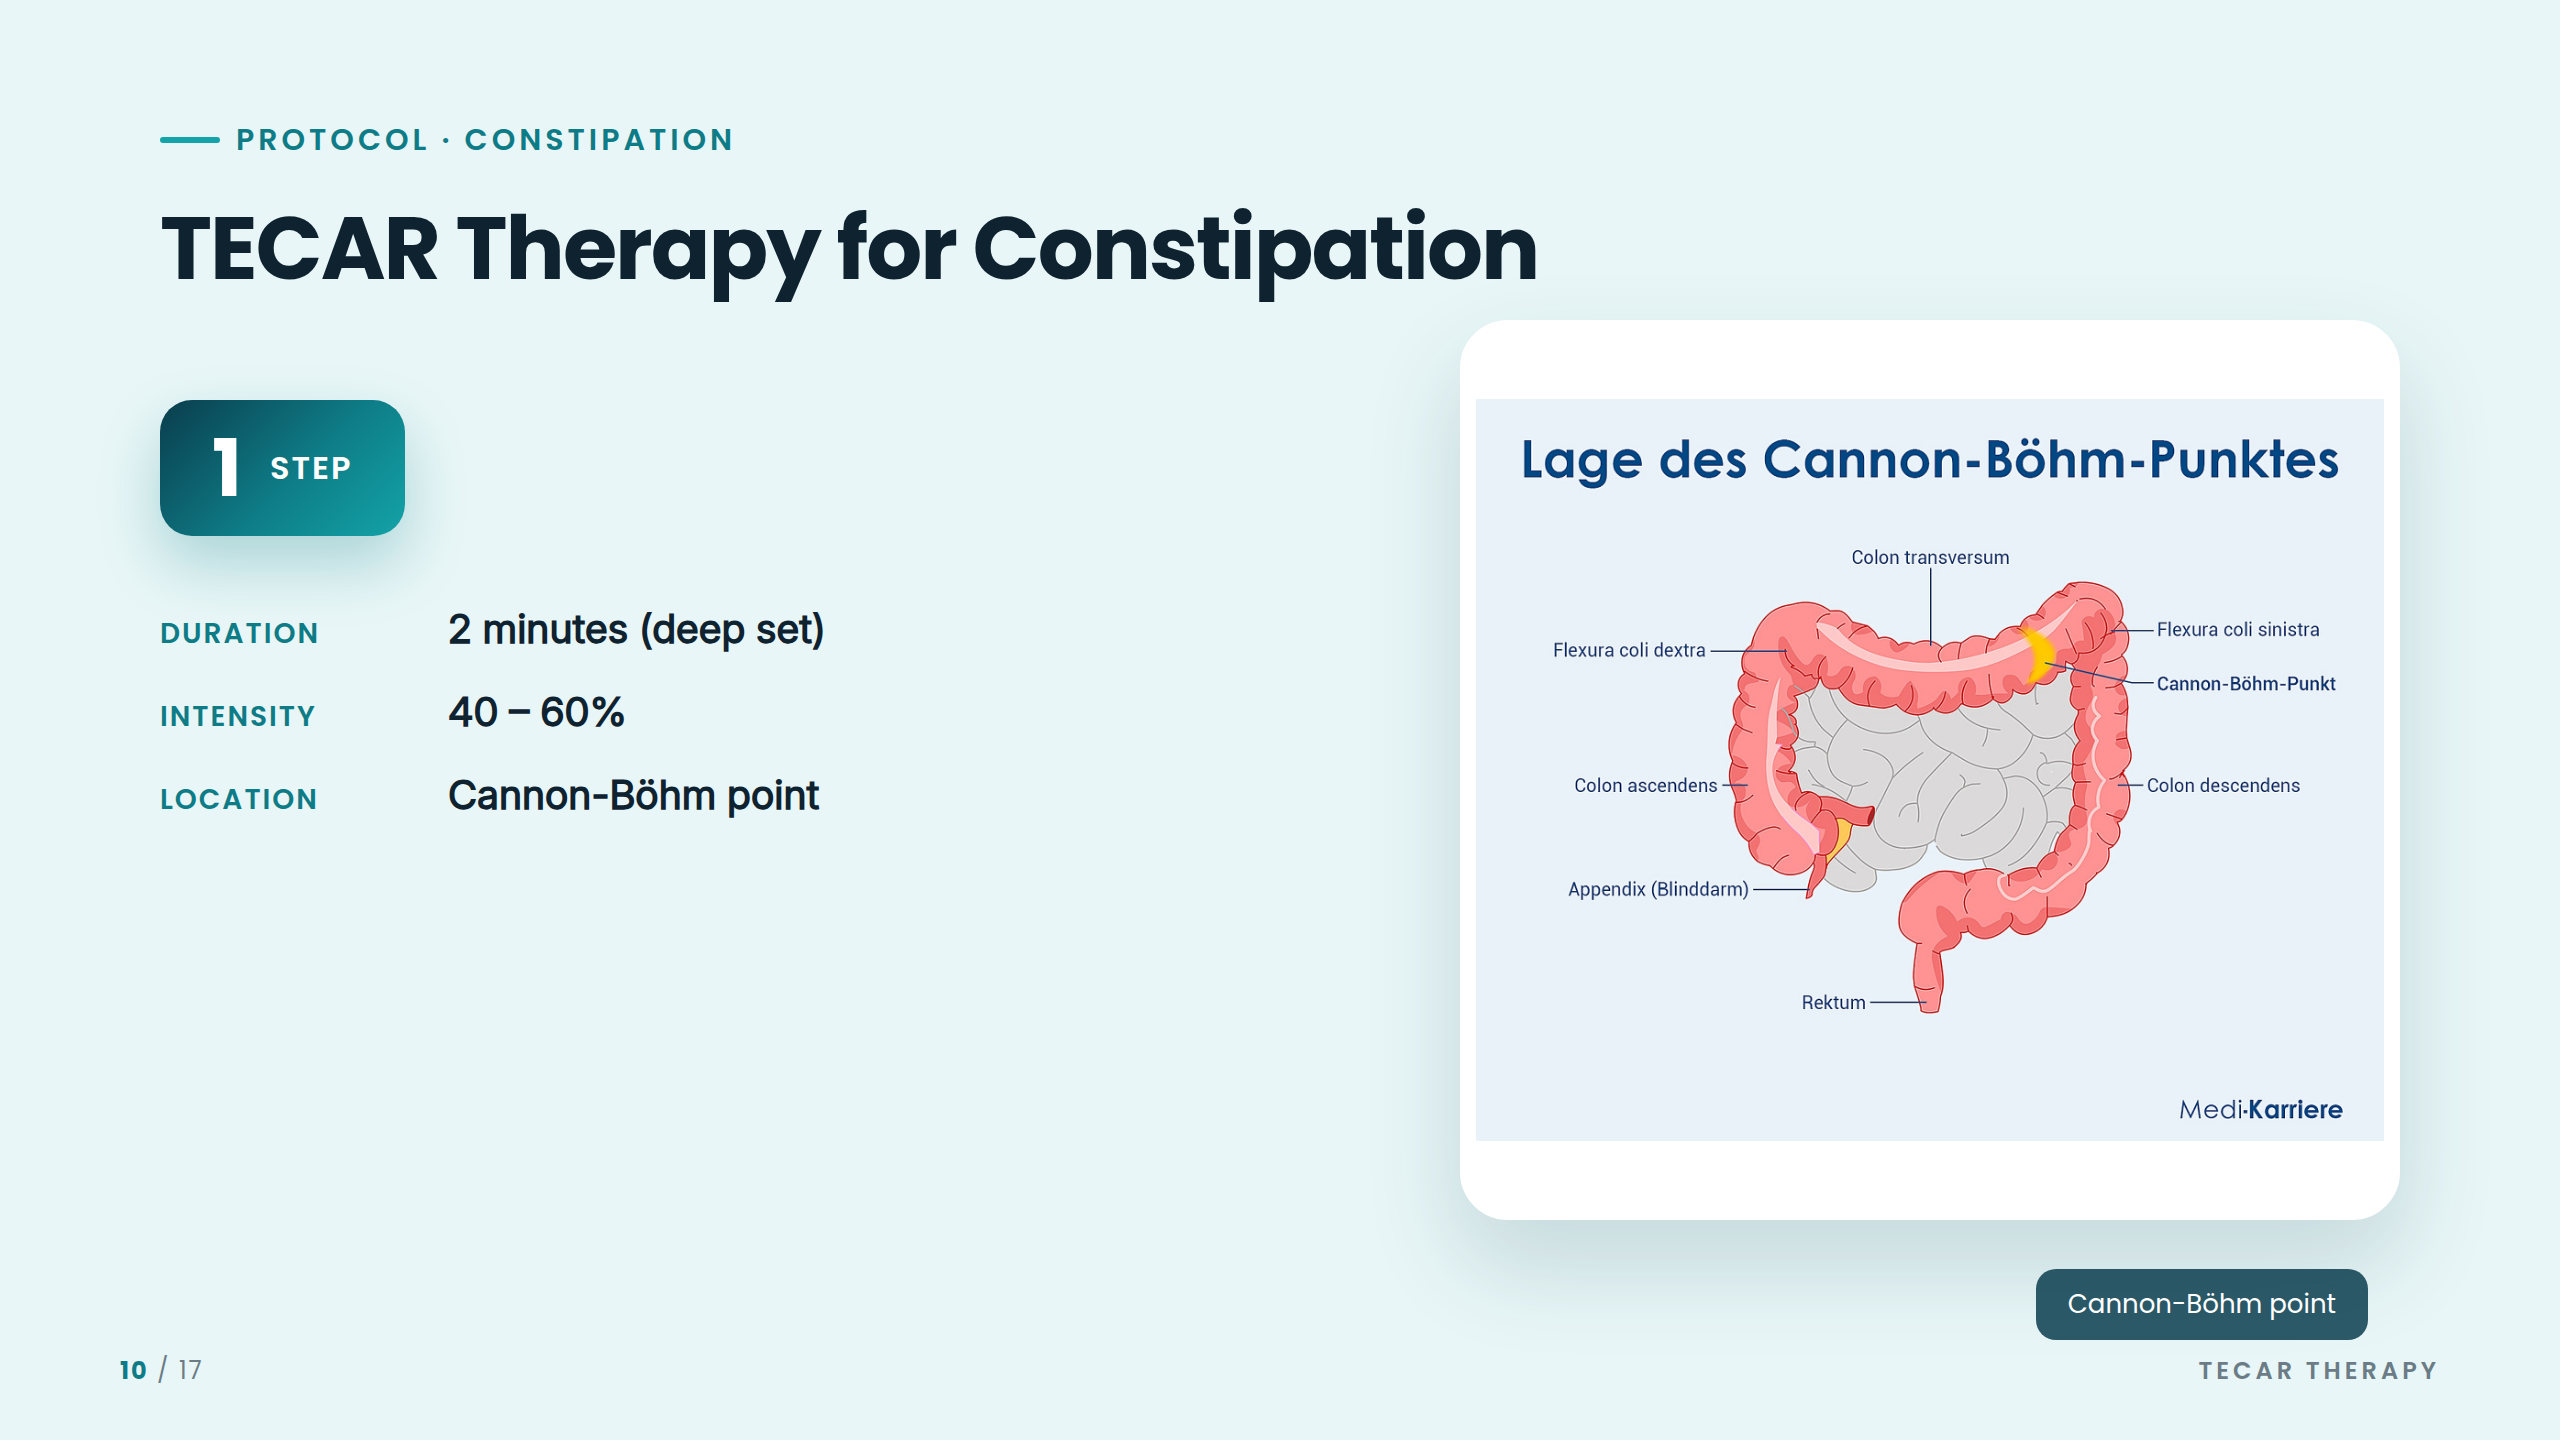 PROTOCOL · CONSTIPATION
TECAR Therapy for Constipation
1 STEP
DURATION 2 minutes (deep set)
INTENSITY 40 – 60%
LOCATION Cannon-Böhm point
Lage des Cannon-Böhm-Punktes
Colon transversum
Flexura coli sinistra
Flexura coli dextra
Cannon-Böhm-Punkt
Colon ascendens
Colon descendens
Appendix (Blinddarm)
Rektum
Medi·Karriere
Cannon-Böhm point
10 / 17
TECAR THERAPY